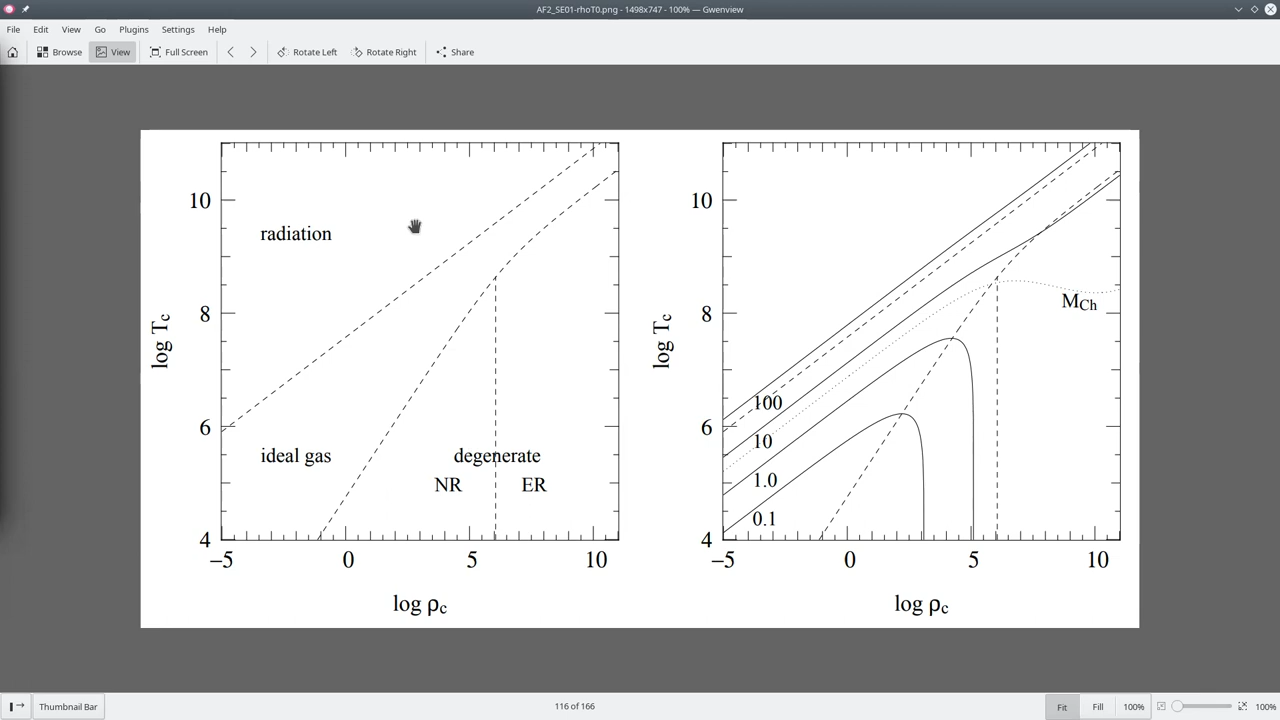 AF2_SE01-rhoT0.png - 1498x747 - 100% — Gwenview
File Edit View Go Plugins Settings Help
Browse View Full Screen Rotate Left Rotate Right Share
10
8
6
4
log Tc
radiation
ideal gas
degenerate
NR ER
−5 0 5 10
log ρc
10
8
6
4
log Tc
MCh
100
10
1.0
0.1
−5 0 5 10
log ρc
Thumbnail Bar 116 of 166 Fit Fill 100% 100%